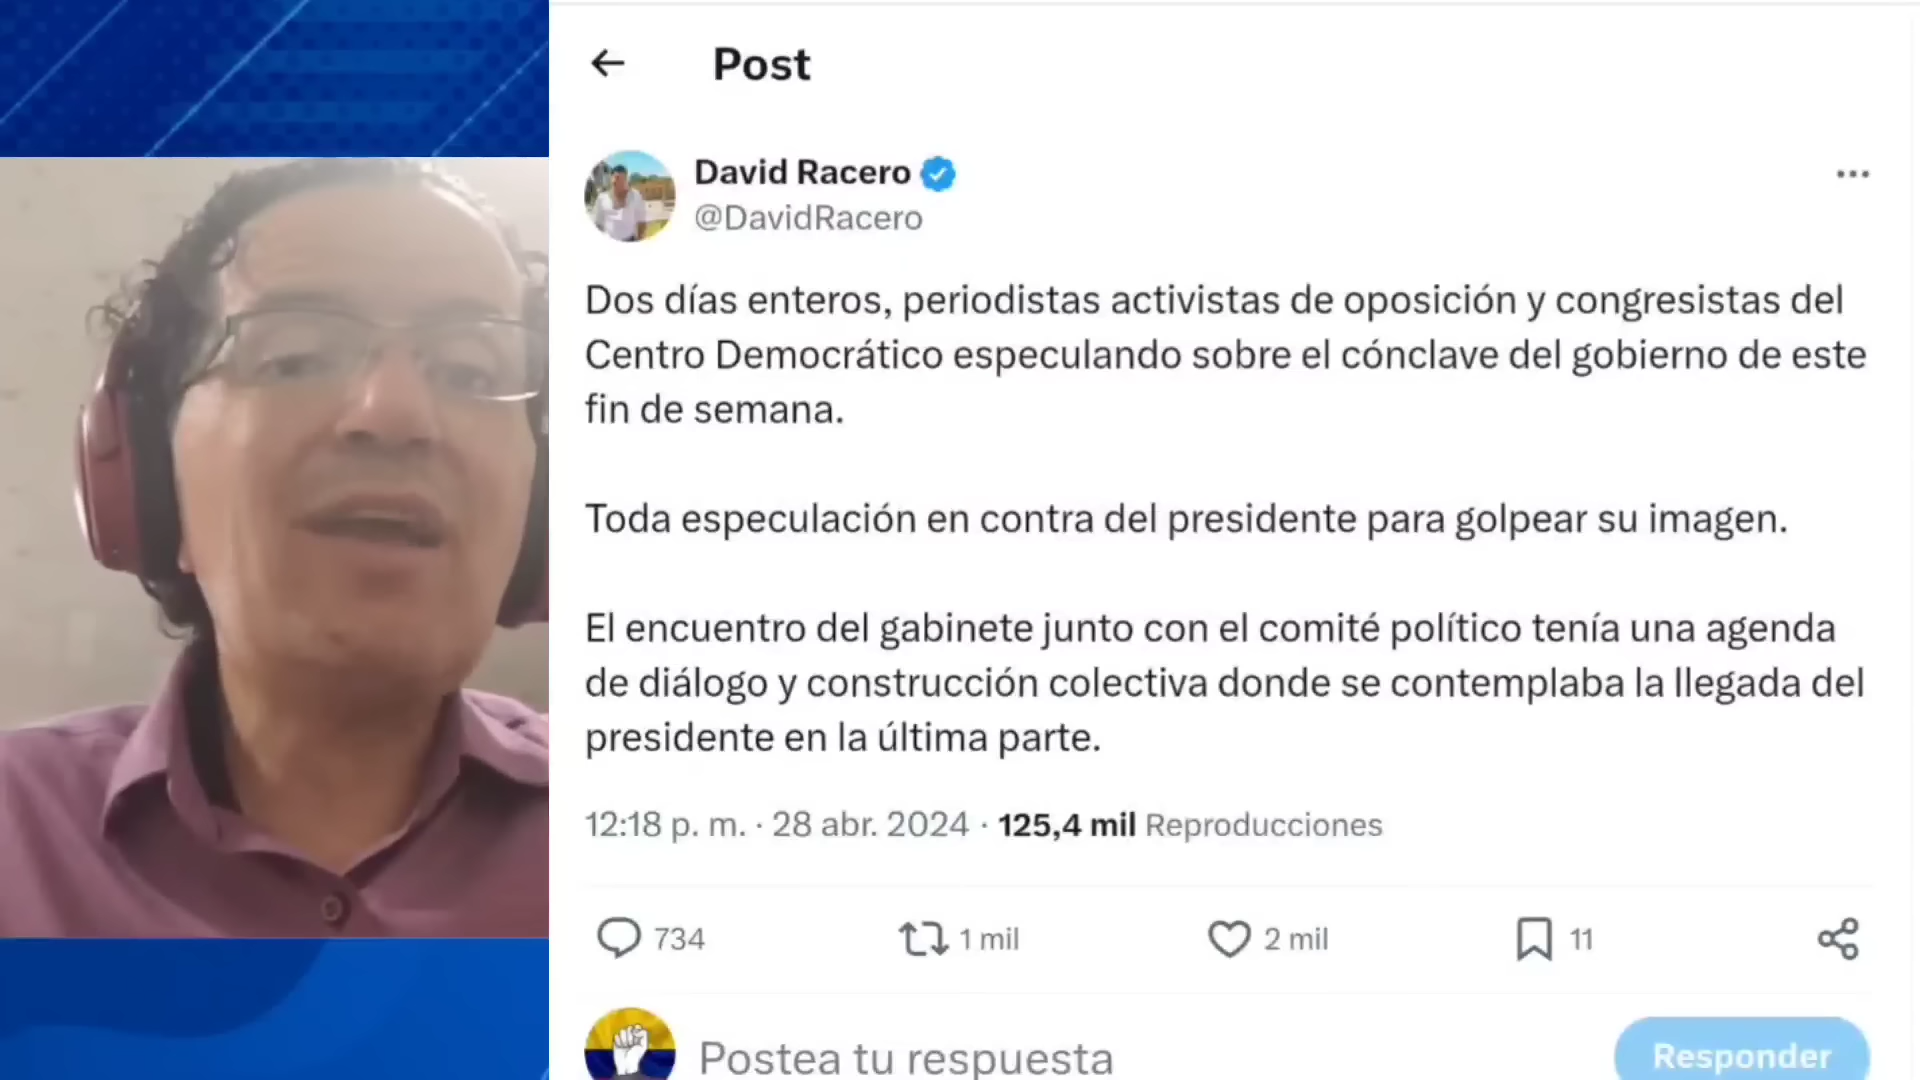 Post
David Racero
@DavidRacero
Dos días enteros, periodistas activistas de oposición y congresistas del
Centro Democrático especulando sobre el cónclave del gobierno de este
fin de semana.
Toda especulación en contra del presidente para golpear su imagen.
El encuentro del gabinete junto con el comité político tenía una agenda
de diálogo y construcción colectiva donde se contemplaba la llegada del
presidente en la última parte.
12:18 p. m. · 28 abr. 2024 · 125,4 mil Reproducciones
734 1 mil 2 mil 11
Postea tu respuesta Responder